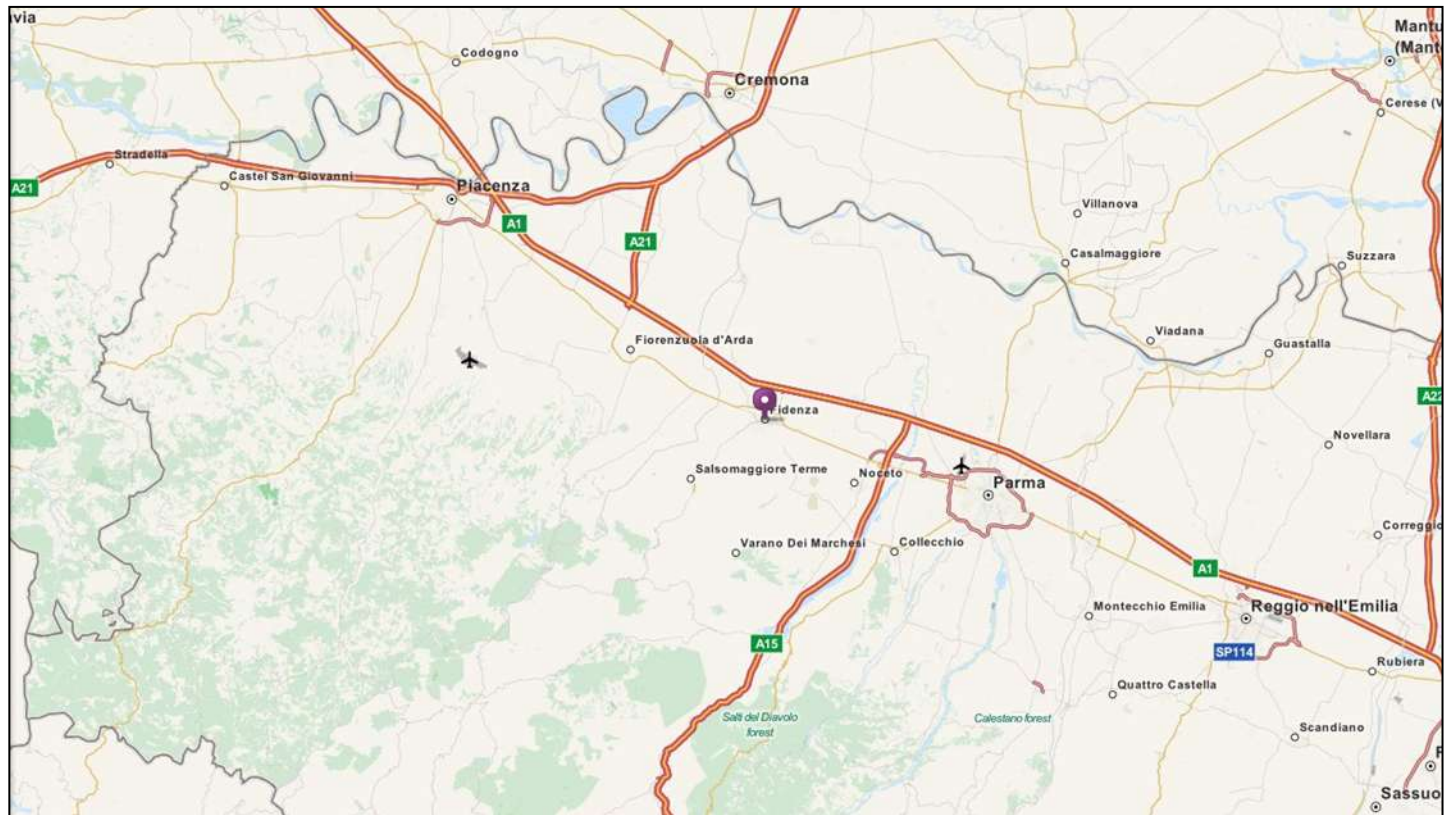 via
Codogno
Mantu
(Mant
Cremona
Cerese (V
Stradella
Castel San Giovanni
A21
Piacenza
A1
Villanova
A21
Casalmaggiore
Suzzara
Fiorenzuola d'Arda
Viadana
Guastalla
A22
Fidenza
Novellara
Salsomaggiore Terme
Noceto
Parma
Varano Dei Marchesi
Collecchio
Correggio
A1
Montecchio Emilia
Reggio nell'Emilia
A15
SP114
Rubiera
Quattro Castella
Salti del Diavolo
forest
Calestano forest
Scandiano
Sassuo